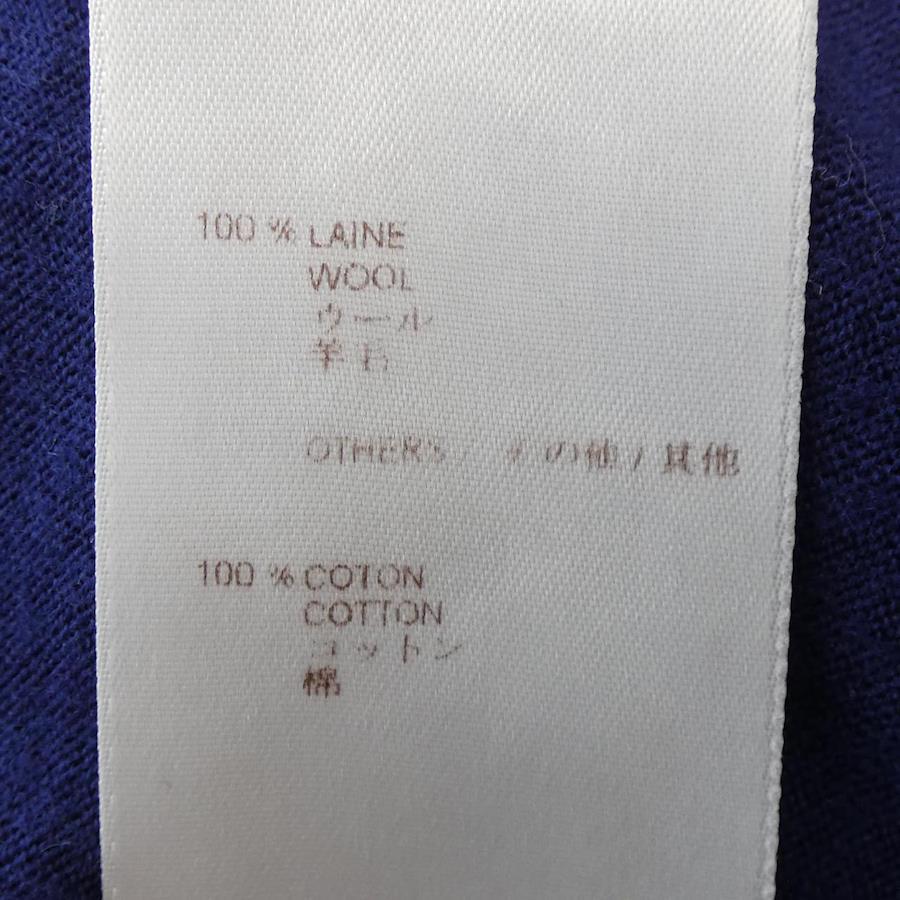 100 % LAINE
WOOL
ウール
羊毛
OTHERS / その他 / 其他
100 % COTON
COTTON
コットン
棉